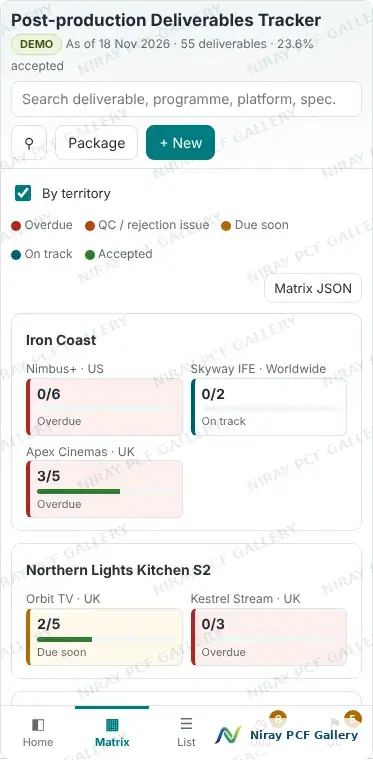 Post-production Deliverables Tracker
DEMO As of 18 Nov 2026 · 55 deliverables · 23.6%
accepted
Search deliverable, programme, platform, spec.
Package
+ New
By territory
Overdue
QC / rejection issue
Due soon
On track
Accepted
Matrix JSON
Iron Coast
Nimbus+ · US
0/6
Overdue
Skyway IFE · Worldwide
0/2
On track
Apex Cinemas · UK
3/5
Overdue
Northern Lights Kitchen S2
Orbit TV · UK
2/5
Due soon
Kestrel Stream · UK
0/3
Overdue
Home
Matrix
List
Niray PCF Gallery
NIRAY PCF GALLERY